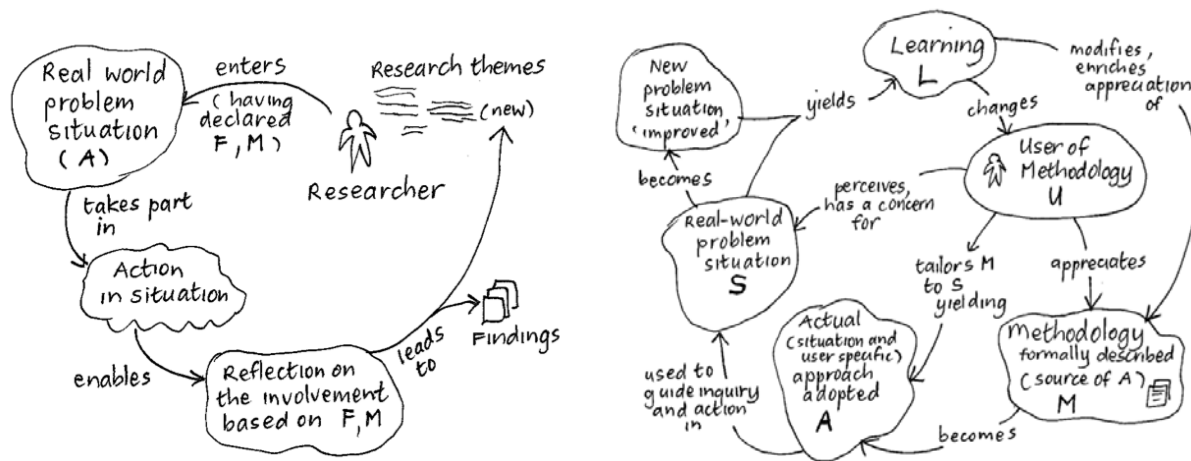 Real world
problem
situation
(A)
enters
(having
declared
F, M)
Research themes
(new)
Researcher
takes part
in
Action
in situation
enables
Reflection on
the involvement
based on F, M
leads
to
Findings
New
problem
situation
'improved'
yields
Learning
L
modifies,
enriches
appreciation
of
changes
User of
Methodology
U
becomes
perceives,
has a concern
for
Real-world
problem
situation
S
tailors M
to S
yielding
appreciates
Actual
(situation and
user specific)
approach
adopted
A
Methodology
formally described
(source of A)
M
used to
guide inquiry
and action
in
becomes